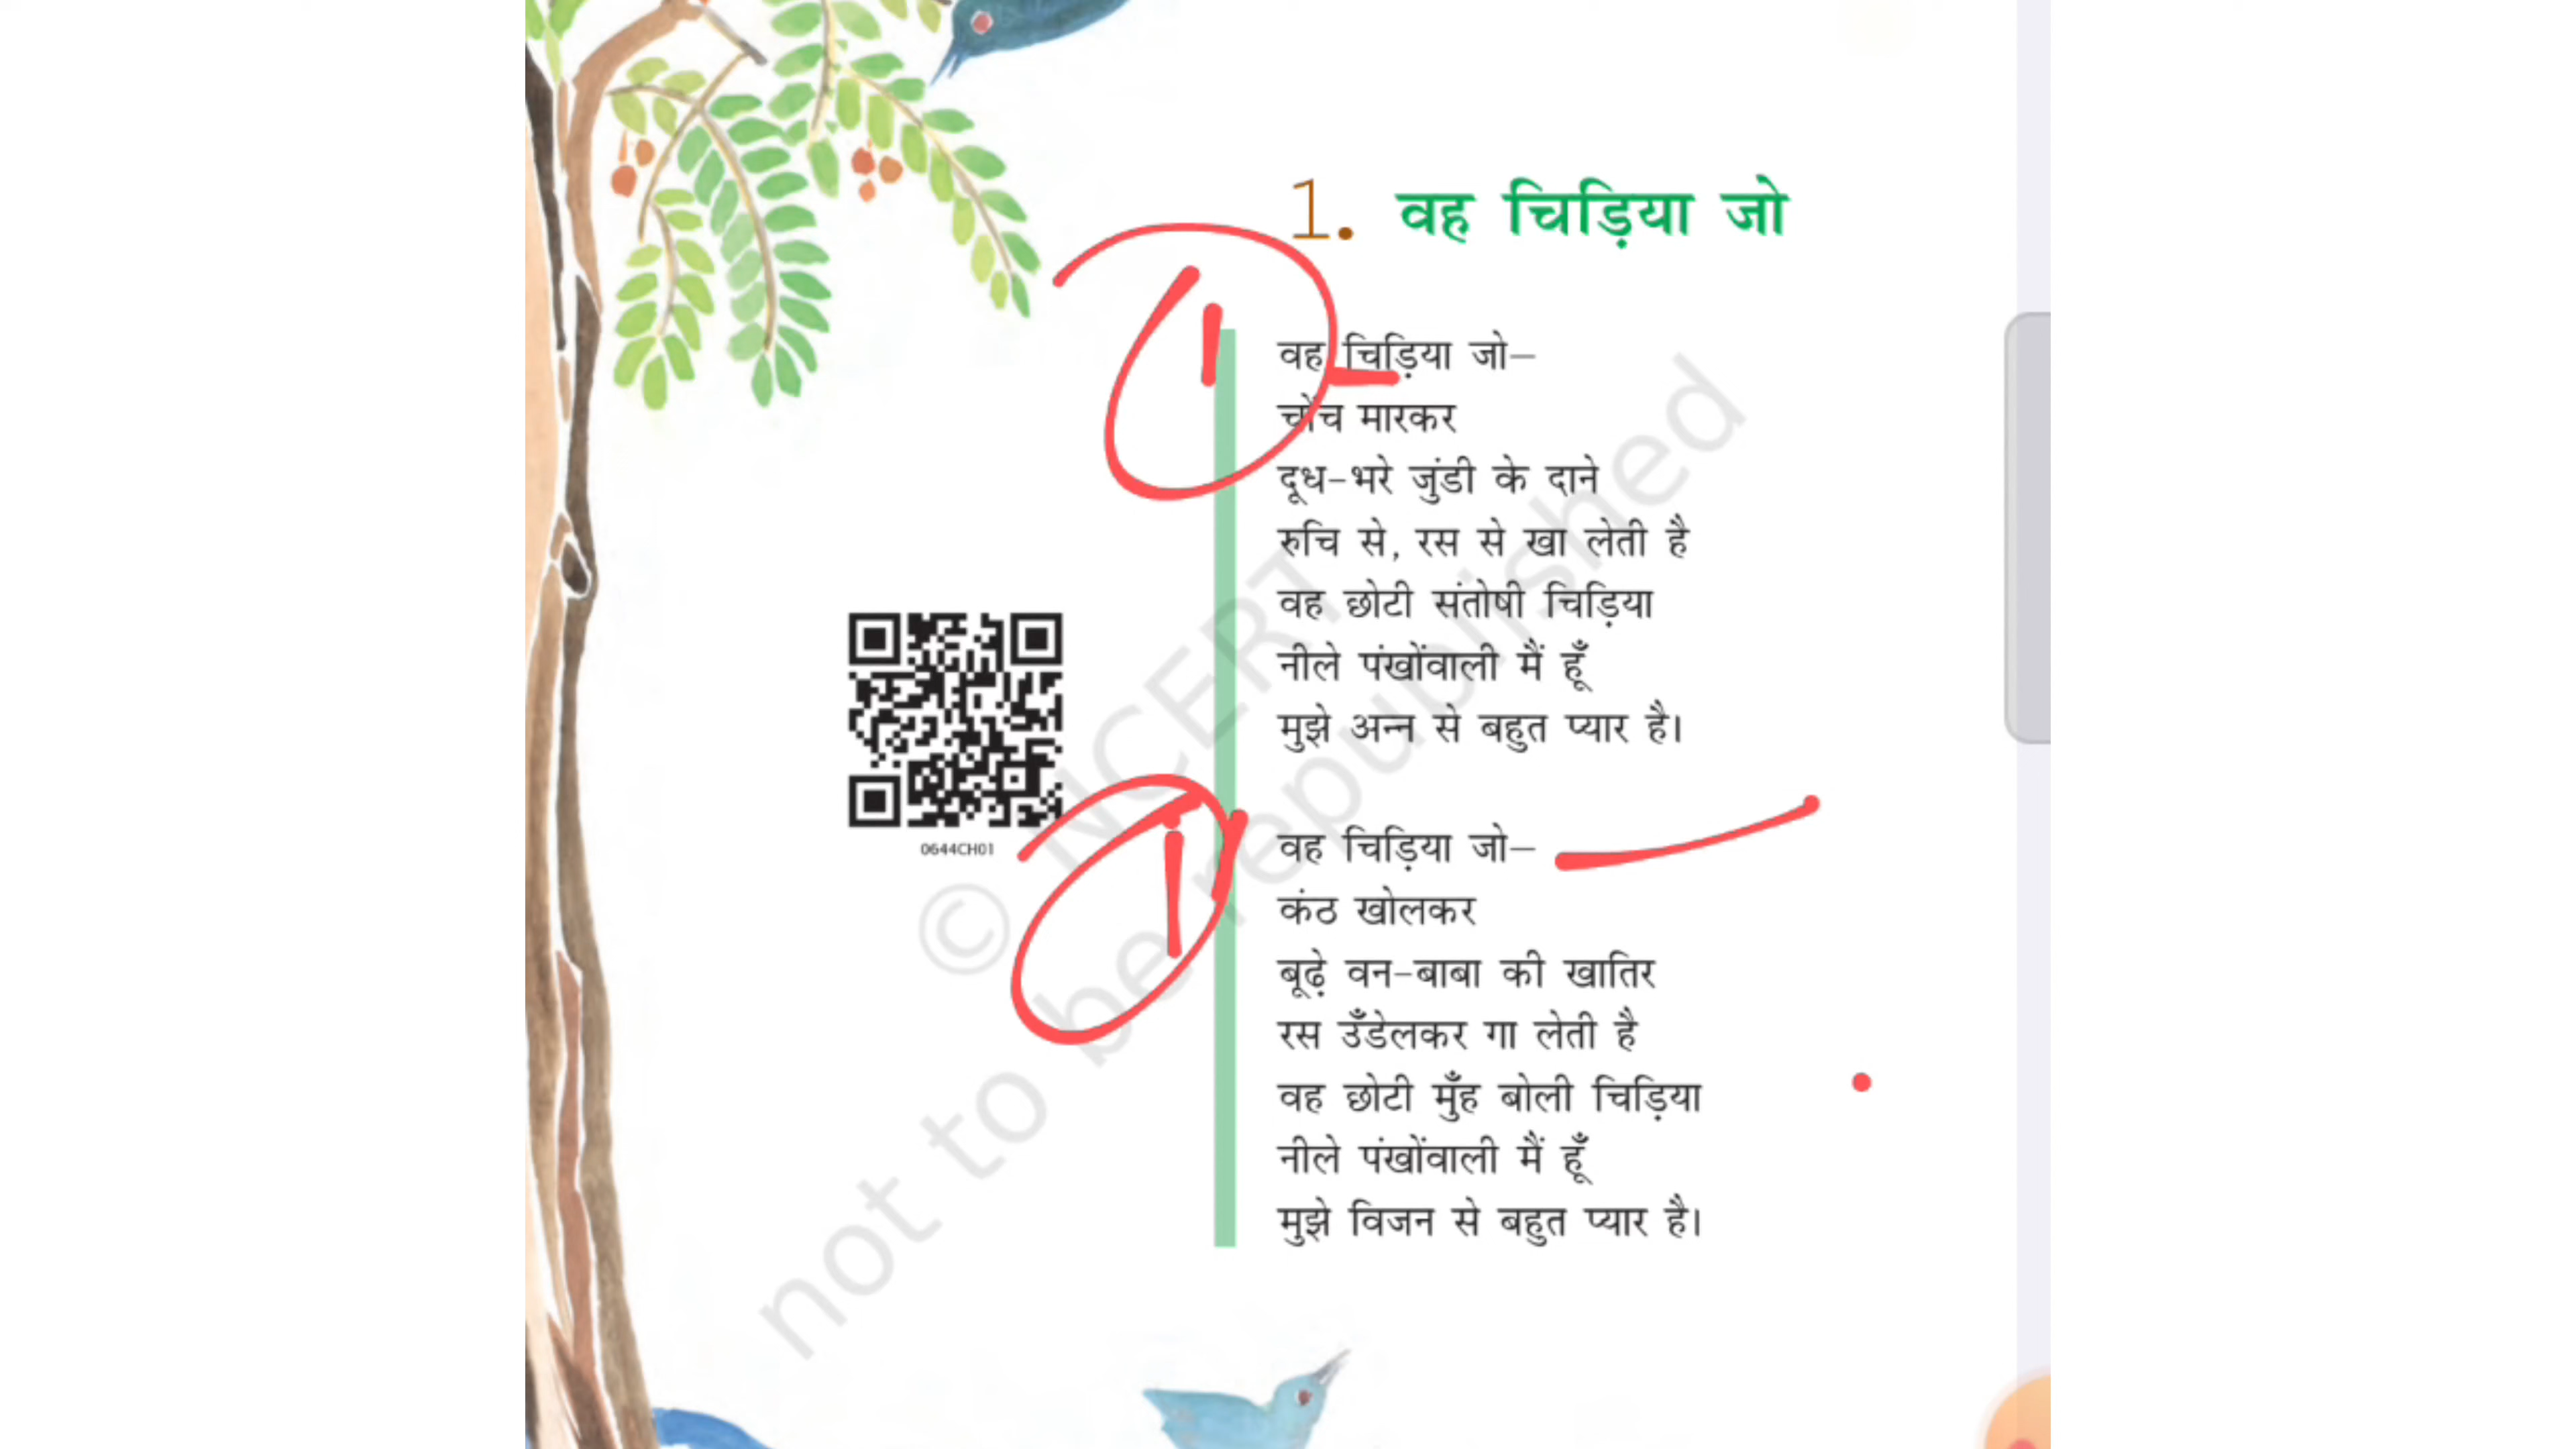 1. वह चिड़िया जो
वह चिड़िया जो–
चोंच मारकर
दूध-भरे जुंडी के दाने
रुचि से, रस से खा लेती है
वह छोटी संतोषी चिड़िया
नीले पंखोंवाली मैं हूँ
मुझे अन्न से बहुत प्यार है।
वह चिड़िया जो–
कंठ खोलकर
बूढ़े वन-बाबा की खातिर
रस उँडेलकर गा लेती है
वह छोटी मुँह बोली चिड़िया
नीले पंखोंवाली मैं हूँ
मुझे विजन से बहुत प्यार है।
0644CH01
© NCERT
not to be republished